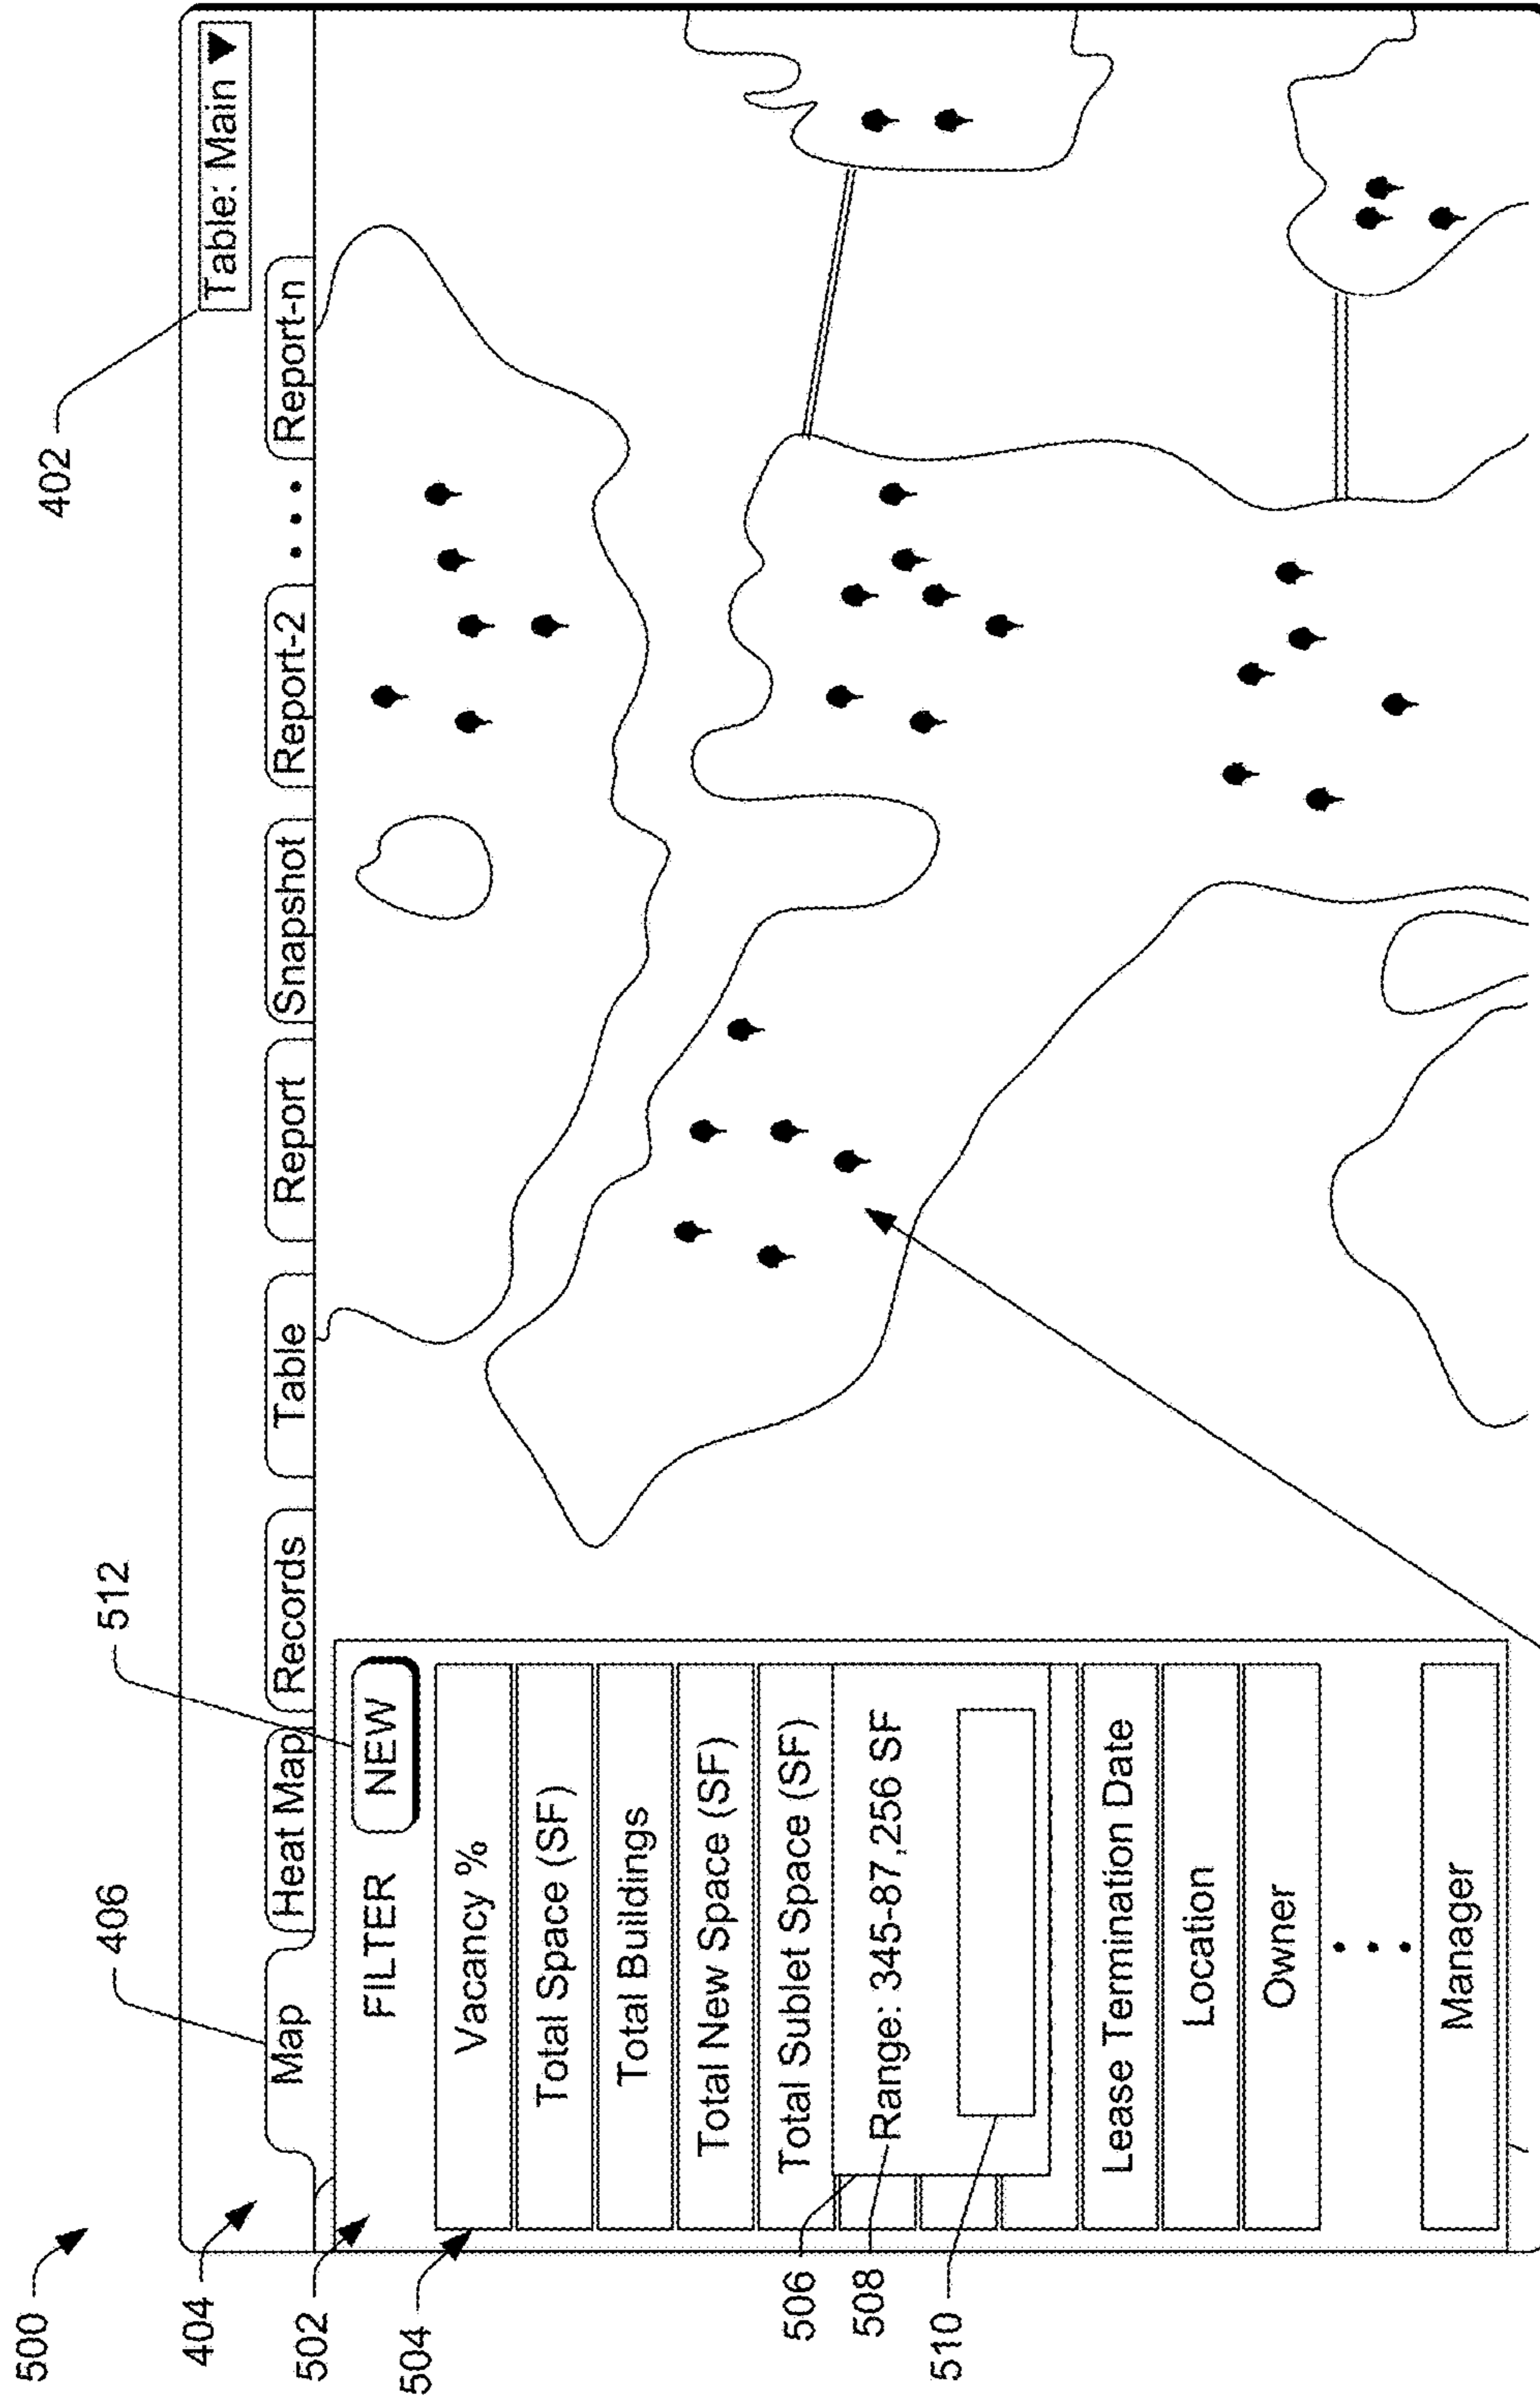 500
402
404
406
512
Table: Main ▼
Map Heat Map Records Table Report Snapshot Report-2 • • • Report-n
502
FILTER NEW
504
Vacancy %
Total Space (SF)
Total Buildings
Total New Space (SF)
Total Sublet Space (SF)
506
508
Range: 345-87,256 SF
510
Lease Termination Date
Location
Owner
Manager